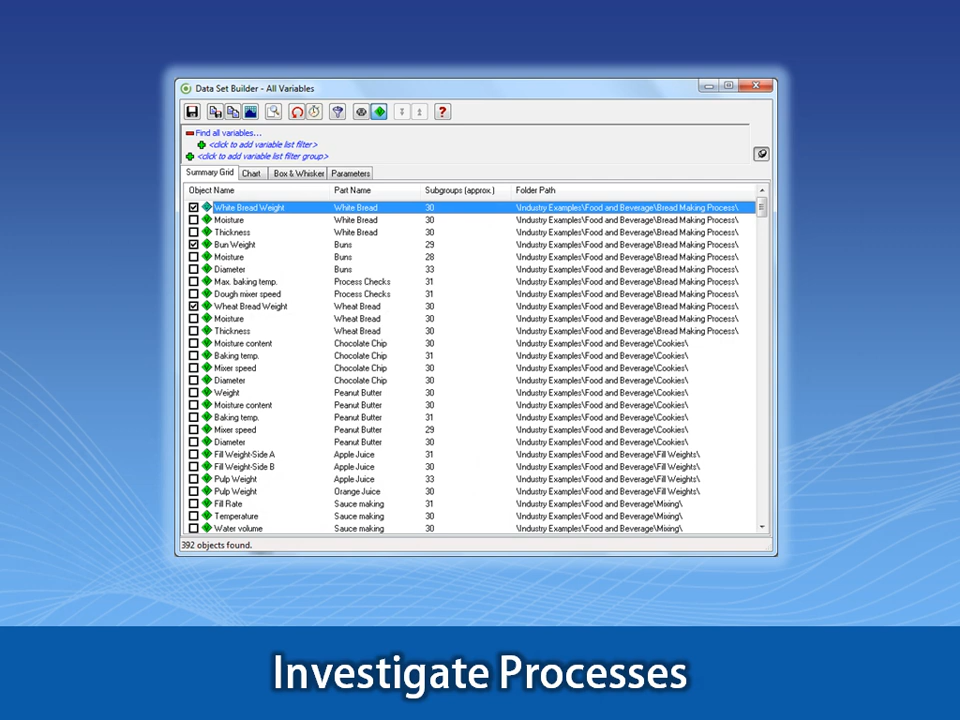 Data Set Builder - All Variables
Find all variables...
<click to add variable list filter>
<click to add variable list filter group>
Summary Grid Chart Box & Whisker Parameters
Object Name Part Name Subgroups (approx.) Folder Path
White Bread Weight White Bread 30 \Industry Examples\Food and Beverage\Bread Making Process\
Moisture White Bread 30 \Industry Examples\Food and Beverage\Bread Making Process\
Thickness White Bread 30 \Industry Examples\Food and Beverage\Bread Making Process\
Bun Weight Buns 29 \Industry Examples\Food and Beverage\Bread Making Process\
Moisture Buns 28 \Industry Examples\Food and Beverage\Bread Making Process\
Diameter Buns 33 \Industry Examples\Food and Beverage\Bread Making Process\
Max. baking temp. Process Checks 31 \Industry Examples\Food and Beverage\Bread Making Process\
Dough mixer speed Process Checks 31 \Industry Examples\Food and Beverage\Bread Making Process\
Wheat Bread Weight Wheat Bread 30 \Industry Examples\Food and Beverage\Bread Making Process\
Moisture Wheat Bread 30 \Industry Examples\Food and Beverage\Bread Making Process\
Thickness Wheat Bread 30 \Industry Examples\Food and Beverage\Bread Making Process\
Moisture content Chocolate Chip 30 \Industry Examples\Food and Beverage\Cookies\
Baking temp. Chocolate Chip 31 \Industry Examples\Food and Beverage\Cookies\
Mixer speed Chocolate Chip 30 \Industry Examples\Food and Beverage\Cookies\
Diameter Chocolate Chip 30 \Industry Examples\Food and Beverage\Cookies\
Weight Peanut Butter 30 \Industry Examples\Food and Beverage\Cookies\
Moisture content Peanut Butter 30 \Industry Examples\Food and Beverage\Cookies\
Baking temp. Peanut Butter 31 \Industry Examples\Food and Beverage\Cookies\
Mixer speed Peanut Butter 29 \Industry Examples\Food and Beverage\Cookies\
Diameter Peanut Butter 30 \Industry Examples\Food and Beverage\Cookies\
Fill Weight-Side A Apple Juice 31 \Industry Examples\Food and Beverage\Fill Weights\
Fill Weight-Side B Apple Juice 30 \Industry Examples\Food and Beverage\Fill Weights\
Pulp Weight Apple Juice 33 \Industry Examples\Food and Beverage\Fill Weights\
Pulp Weight Orange Juice 30 \Industry Examples\Food and Beverage\Fill Weights\
Fill Rate Sauce making 31 \Industry Examples\Food and Beverage\Mixing\
Temperature Sauce making 30 \Industry Examples\Food and Beverage\Mixing\
Water volume Sauce making 30 \Industry Examples\Food and Beverage\Mixing\
392 objects found.
Investigate Processes